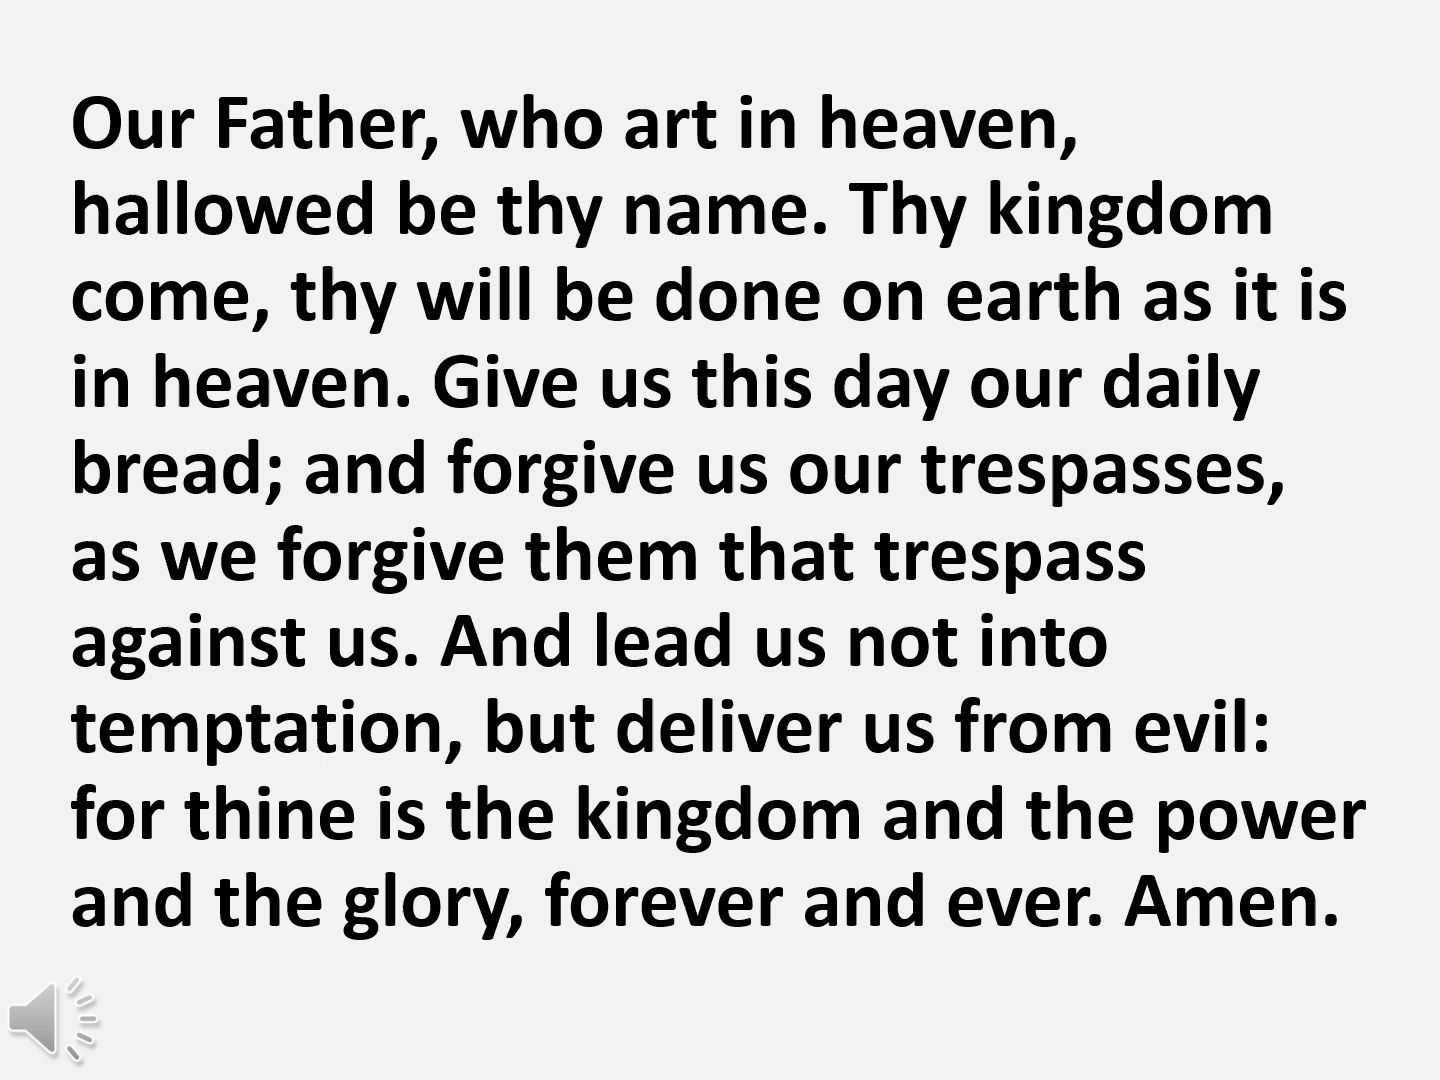 Our Father, who art in heaven,
hallowed be thy name. Thy kingdom
come, thy will be done on earth as it is
in heaven. Give us this day our daily
bread; and forgive us our trespasses,
as we forgive them that trespass
against us. And lead us not into
temptation, but deliver us from evil:
for thine is the kingdom and the power
and the glory, forever and ever. Amen.